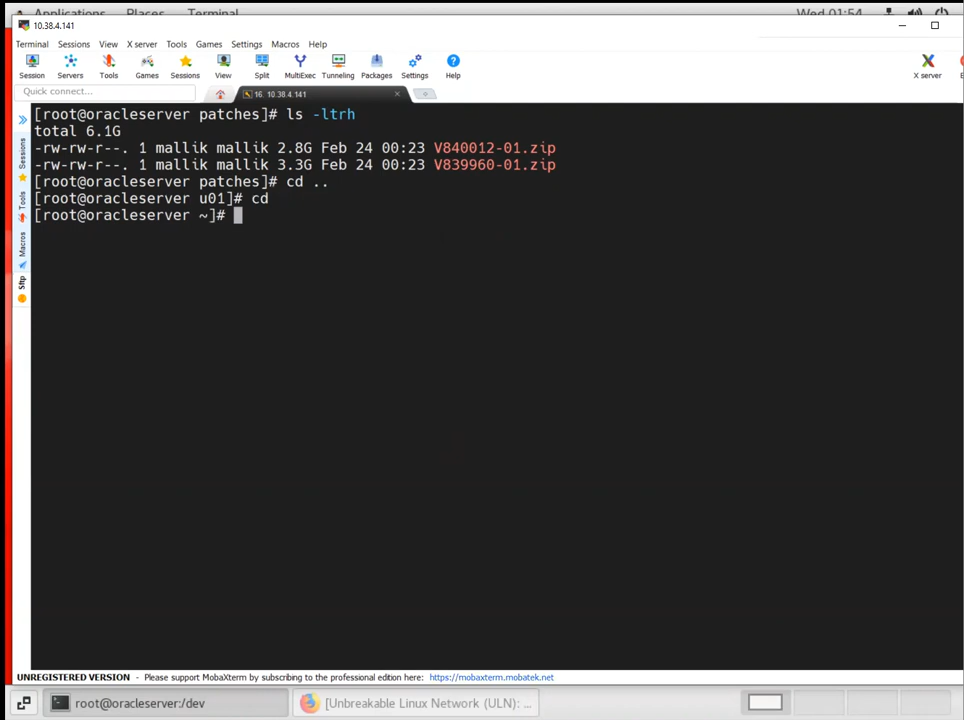 Applications Places Terminal Wed 01:54
10.38.4.141
Terminal Sessions View X server Tools Games Settings Macros Help
Session Servers Tools Games Sessions View Split MultiExec Tunneling Packages Settings Help X server
Quick connect...
16. 10.38.4.141
[root@oracleserver patches]# ls -ltrh
total 6.1G
-rw-rw-r--. 1 mallik mallik 2.8G Feb 24 00:23 V840012-01.zip
-rw-rw-r--. 1 mallik mallik 3.3G Feb 24 00:23 V839960-01.zip
[root@oracleserver patches]# cd ..
[root@oracleserver u01]# cd
[root@oracleserver ~]#
Sessions
Tools
Macros
Sftp
UNREGISTERED VERSION - Please support MobaXterm by subscribing to the professional edition here: https://mobaxterm.mobatek.net
root@oracleserver:/dev
[Unbreakable Linux Network (ULN): ...